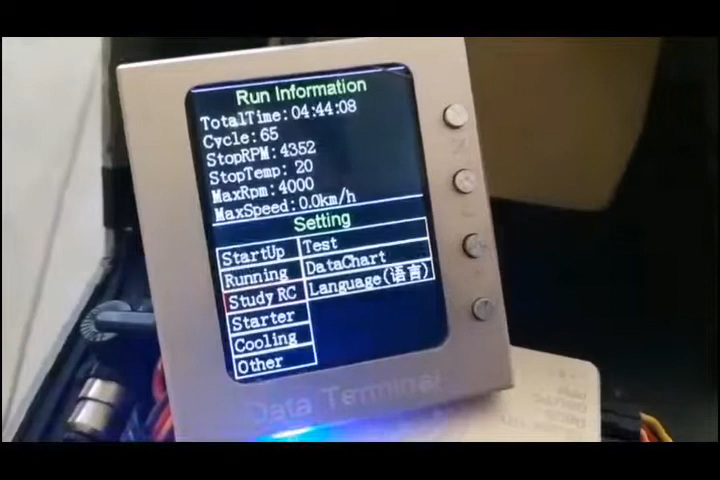 Run Information
TotalTime: 04:44:08
Cycle: 65
StopRPM: 4352
StopTemp: 20
MaxRpm: 4000
MaxSpeed: 0.0km/h
Setting
StartUp
Running
Study RC
Starter
Cooling
Other
Test
DataChart
Language(语言)
Data Terminal